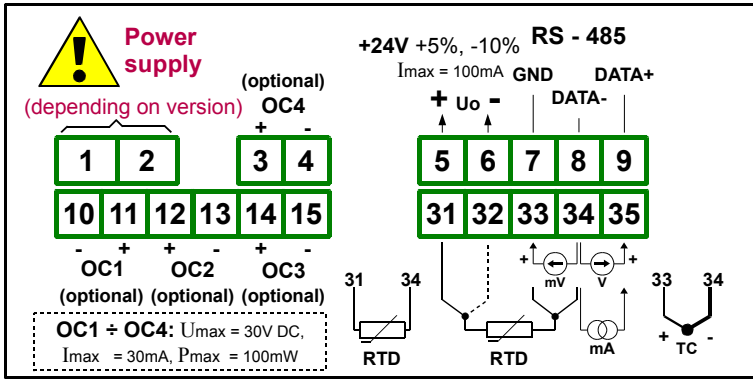 Power
supply
(depending on version)
(optional)
OC4
+ -
+24V +5%, -10%
Imax = 100mA
+ Uo -
RS - 485
GND DATA+
DATA-
1 2 3 4 5 6 7 8 9
10 11 12 13 14 15 31 32 33 34 35
- + + - + -
OC1 OC2 OC3
(optional) (optional) (optional)
OC1 ÷ OC4: Umax = 30V DC,
Imax = 30mA, Pmax = 100mW
31 34
RTD
RTD
+ mV
V +
mA
33 34
+ TC -